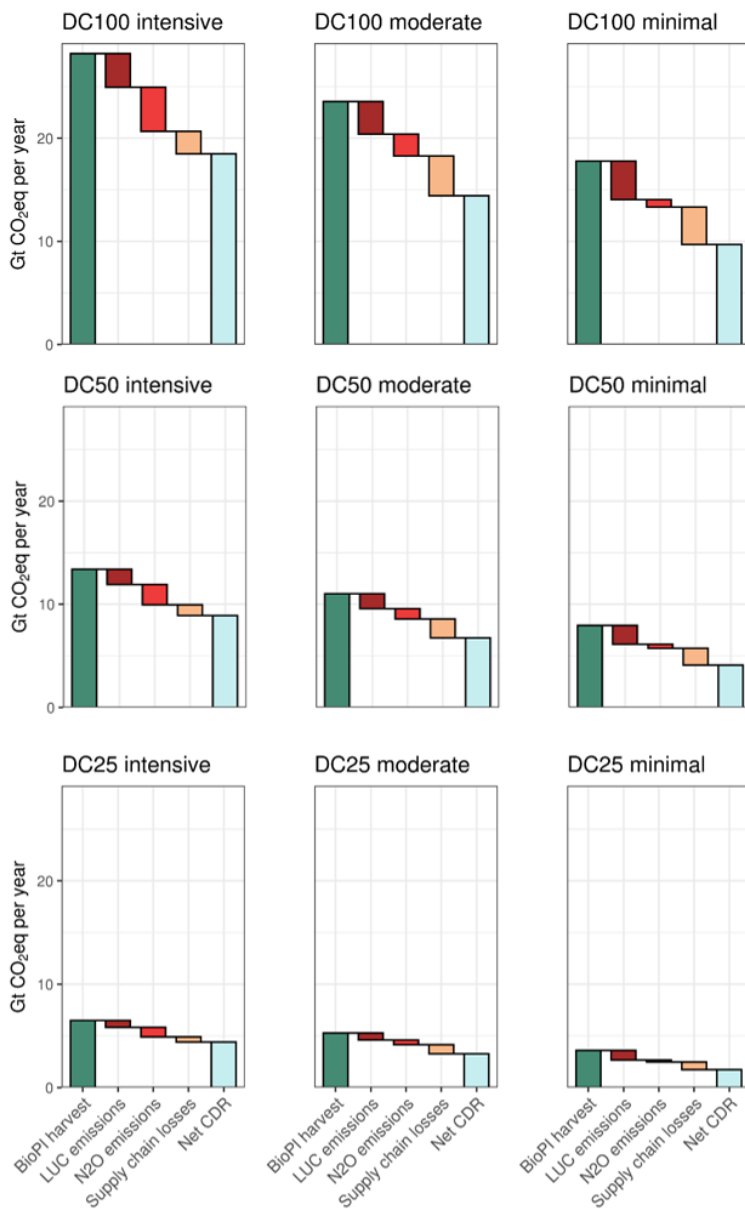 DC100 intensive
DC100 moderate
DC100 minimal
Gt CO₂eq per year
20
10
0
DC50 intensive
DC50 moderate
DC50 minimal
Gt CO₂eq per year
20
10
0
DC25 intensive
DC25 moderate
DC25 minimal
Gt CO₂eq per year
20
10
0
BioPl harvest
LUC emissions
N2O emissions
Supply chain losses
Net CDR
BioPl harvest
LUC emissions
N2O emissions
Supply chain losses
Net CDR
BioPl harvest
LUC emissions
N2O emissions
Supply chain losses
Net CDR